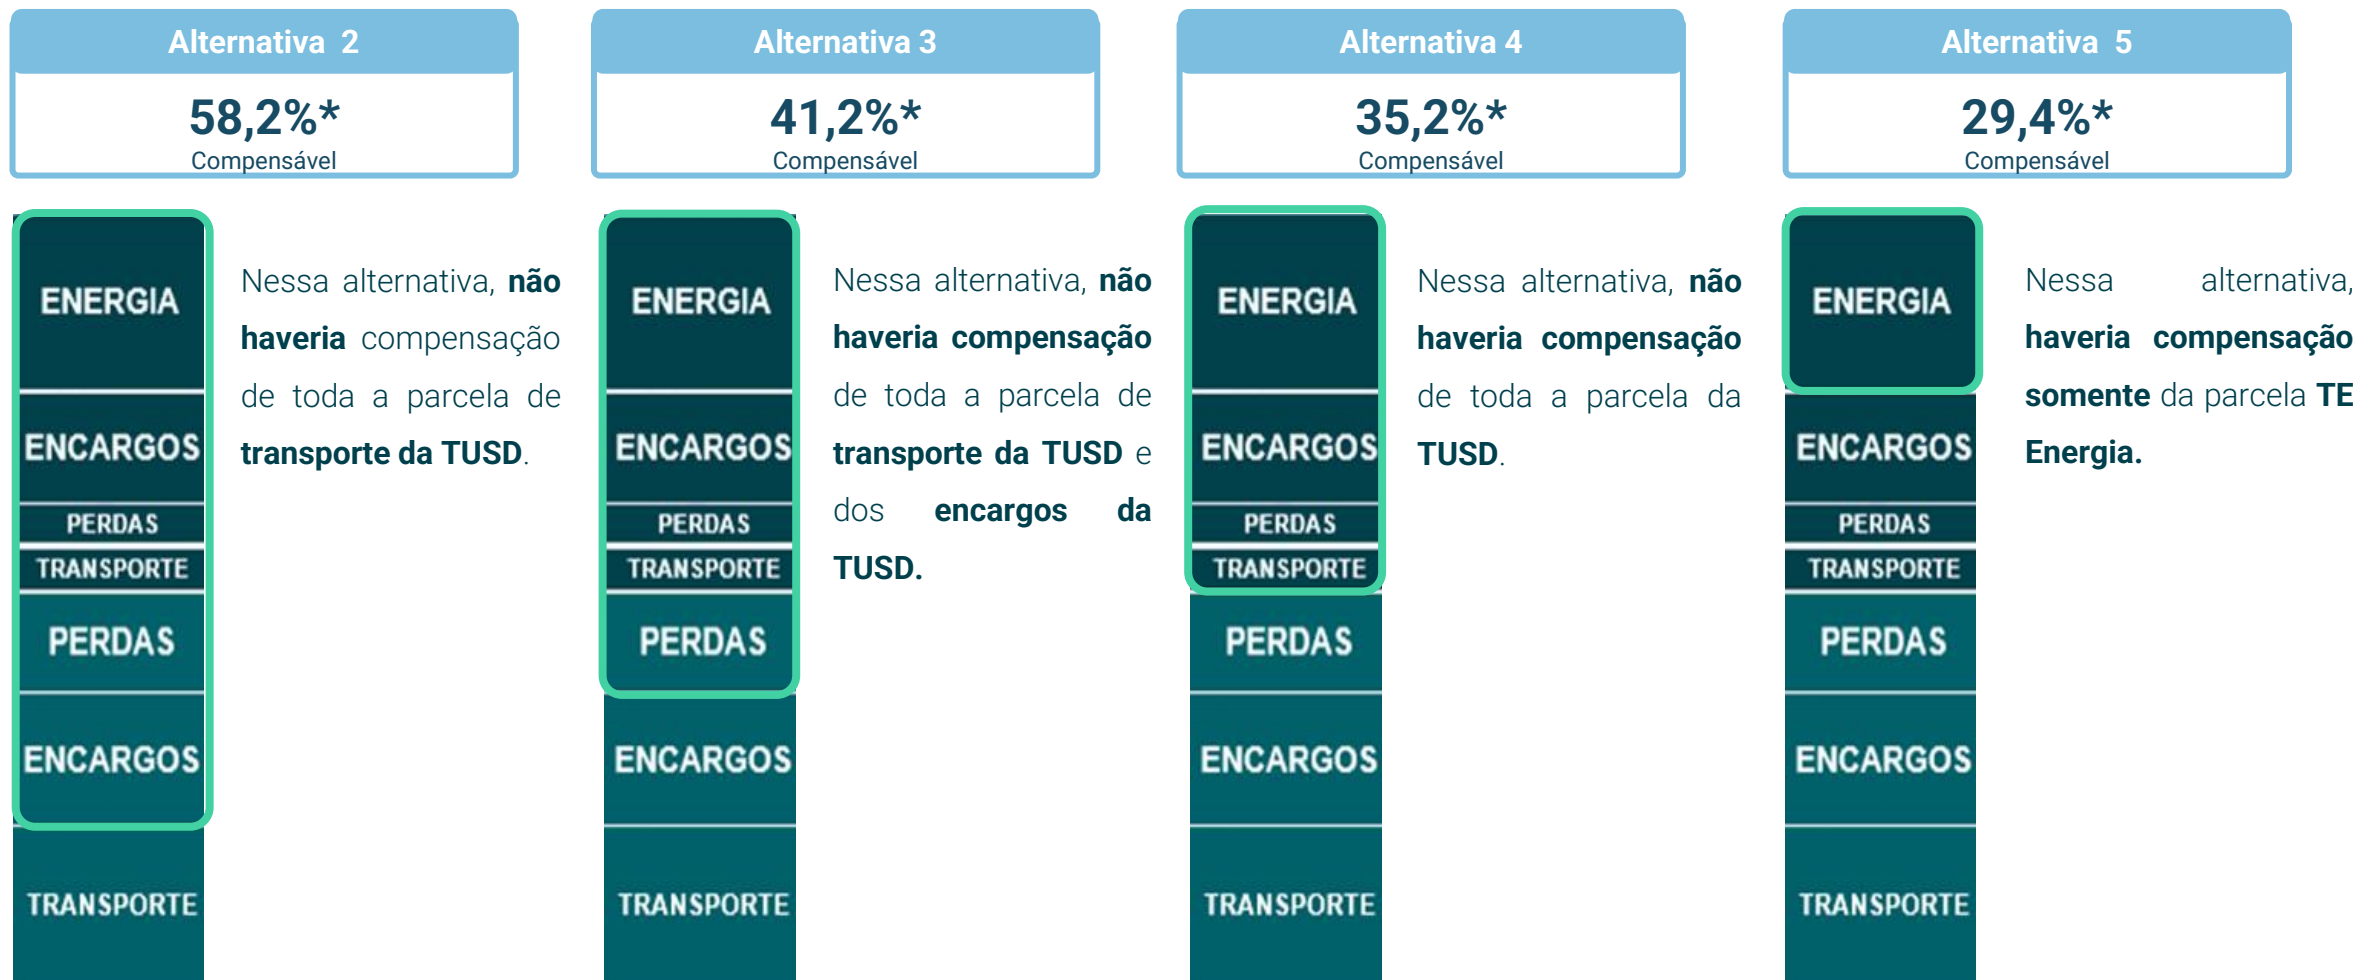 Alternativa 2
58,2%*
Compensável
ENERGIA
ENCARGOS
PERDAS
TRANSPORTE
PERDAS
ENCARGOS
TRANSPORTE
Nessa alternativa, não
haveria compensação
de toda a parcela de
transporte da TUSD.
Alternativa 3
41,2%*
Compensável
ENERGIA
ENCARGOS
PERDAS
TRANSPORTE
PERDAS
ENCARGOS
TRANSPORTE
Nessa alternativa, não
haveria compensação
de toda a parcela de
transporte da TUSD e
dos encargos da
TUSD.
Alternativa 4
35,2%*
Compensável
ENERGIA
ENCARGOS
PERDAS
TRANSPORTE
PERDAS
ENCARGOS
TRANSPORTE
Nessa alternativa, não
haveria compensação
de toda a parcela da
TUSD.
Alternativa 5
29,4%*
Compensável
ENERGIA
ENCARGOS
PERDAS
TRANSPORTE
PERDAS
ENCARGOS
TRANSPORTE
Nessa alternativa,
haveria compensação
somente da parcela TE
Energia.